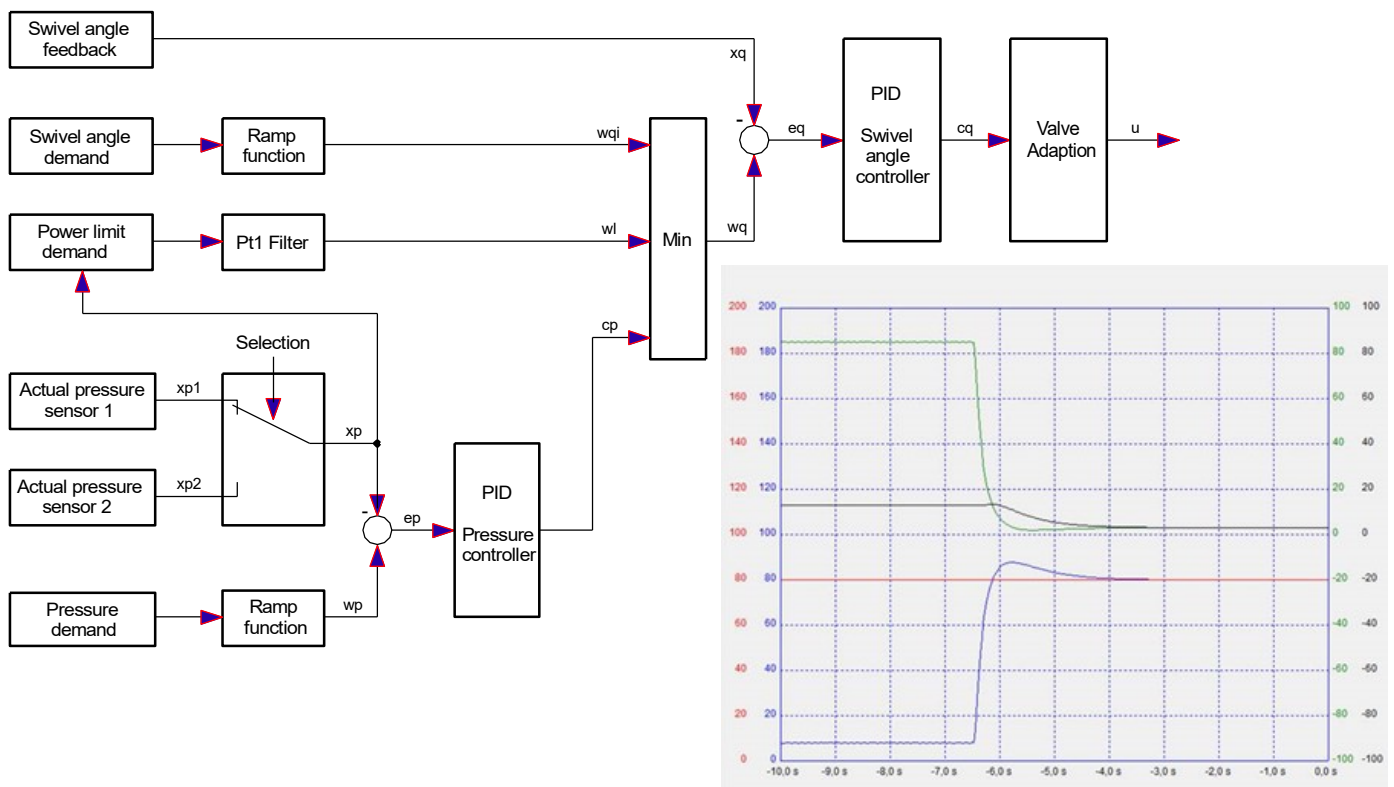 Swivel angle
feedback
xq
-
PID
Swivel
angle
controller
Valve
Adaption
eq
cq
u
Swivel angle
demand
Ramp
function
wqi
Power limit
demand
Pt1 Filter
wl
Min
wq
cp
Selection
Actual pressure
sensor 1
xp1
xp
Actual pressure
sensor 2
xp2
-
ep
PID
Pressure
controller
Pressure
demand
Ramp
function
wp
200 200 100 100
180 180 80 80
160 160 60 60
140 140 40 40
120 120 20 20
100 100 0 0
80 80 -20 -20
60 60 -40 -40
40 40 -60 -60
20 20 -80 -80
0 0 -100 -100
-10,0 s -9,0 s -8,0 s -7,0 s -6,0 s -5,0 s -4,0 s -3,0 s -2,0 s -1,0 s 0,0 s